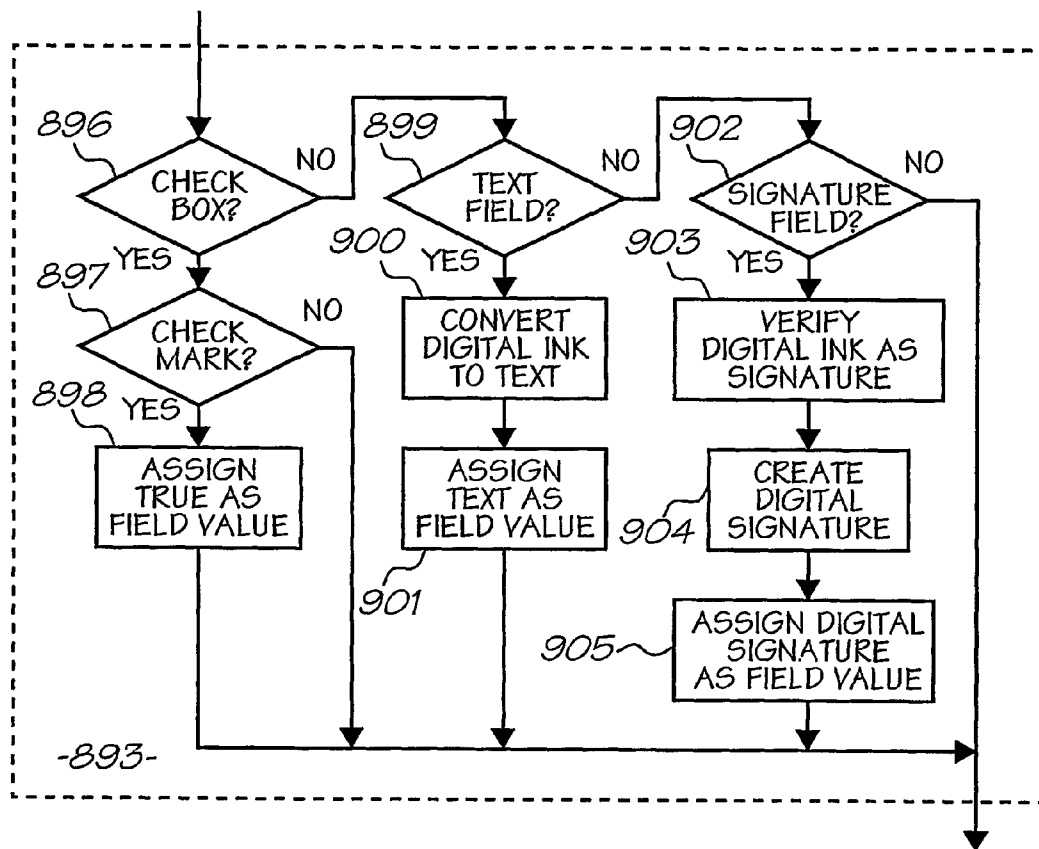 896
CHECK
BOX?
NO
YES
897
CHECK
MARK?
NO
YES
898
ASSIGN
TRUE AS
FIELD VALUE
899
TEXT
FIELD?
NO
YES
900
CONVERT
DIGITAL INK
TO TEXT
ASSIGN
TEXT AS
FIELD VALUE
901
902
SIGNATURE
FIELD?
NO
YES
903
VERIFY
DIGITAL INK AS
SIGNATURE
CREATE
DIGITAL
SIGNATURE
904
ASSIGN DIGITAL
SIGNATURE
AS FIELD VALUE
905
-893-